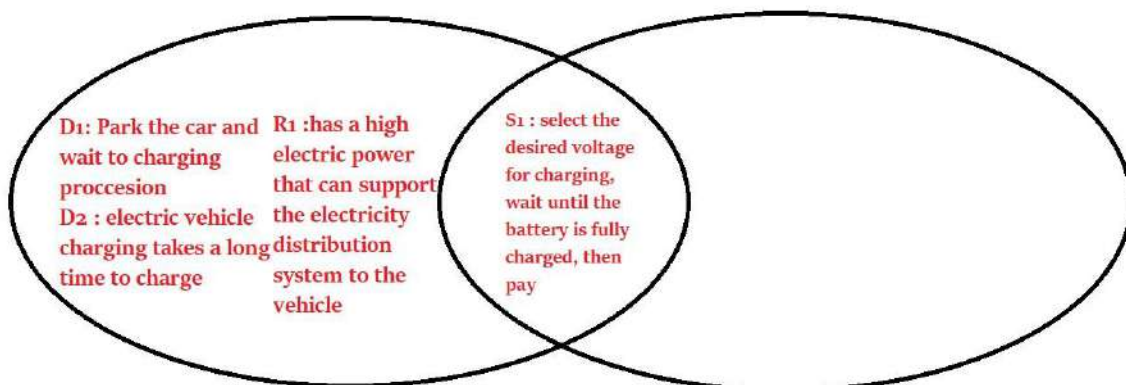 D1: Park the car and
wait to charging
proccesion
D2 : electric vehicle
charging takes a long
time to charge
R1 :has a high
electric power
that can support
the electricity
distribution
system to the
vehicle
S1 : select the
desired voltage
for charging,
wait until the
battery is fully
charged, then
pay